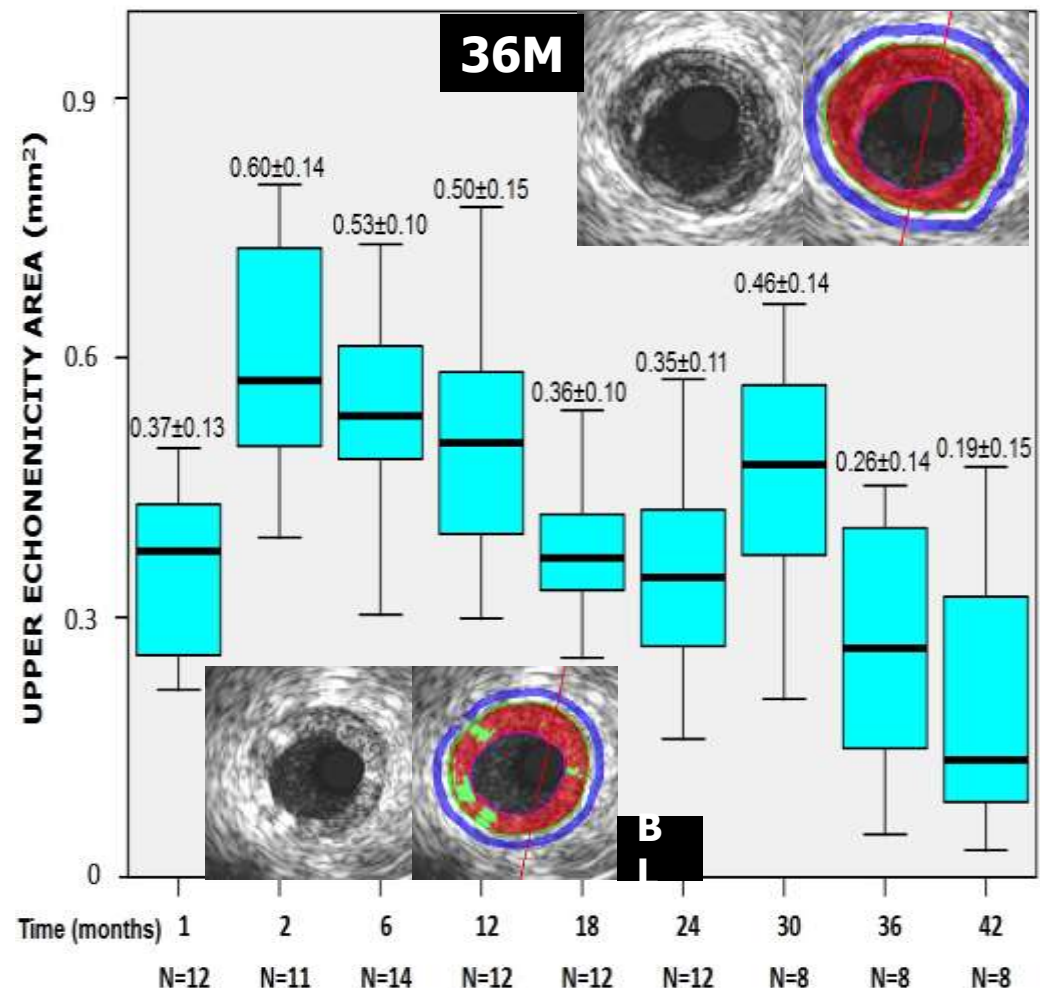 36M
0.9
0.60±0.14
0.50±0.15
0.53±0.10
0.46±0.14
0.6
0.35±0.11
0.36±0.10
0.37±0.13
0.26±0.14
0.19±0.15
UPPER ECHONENICITY AREA (mm²)
0.3
B
L
0
Time (months) 1 2 6 12 18 24 30 36 42
N=12 N=11 N=14 N=12 N=12 N=12 N=8 N=8 N=8